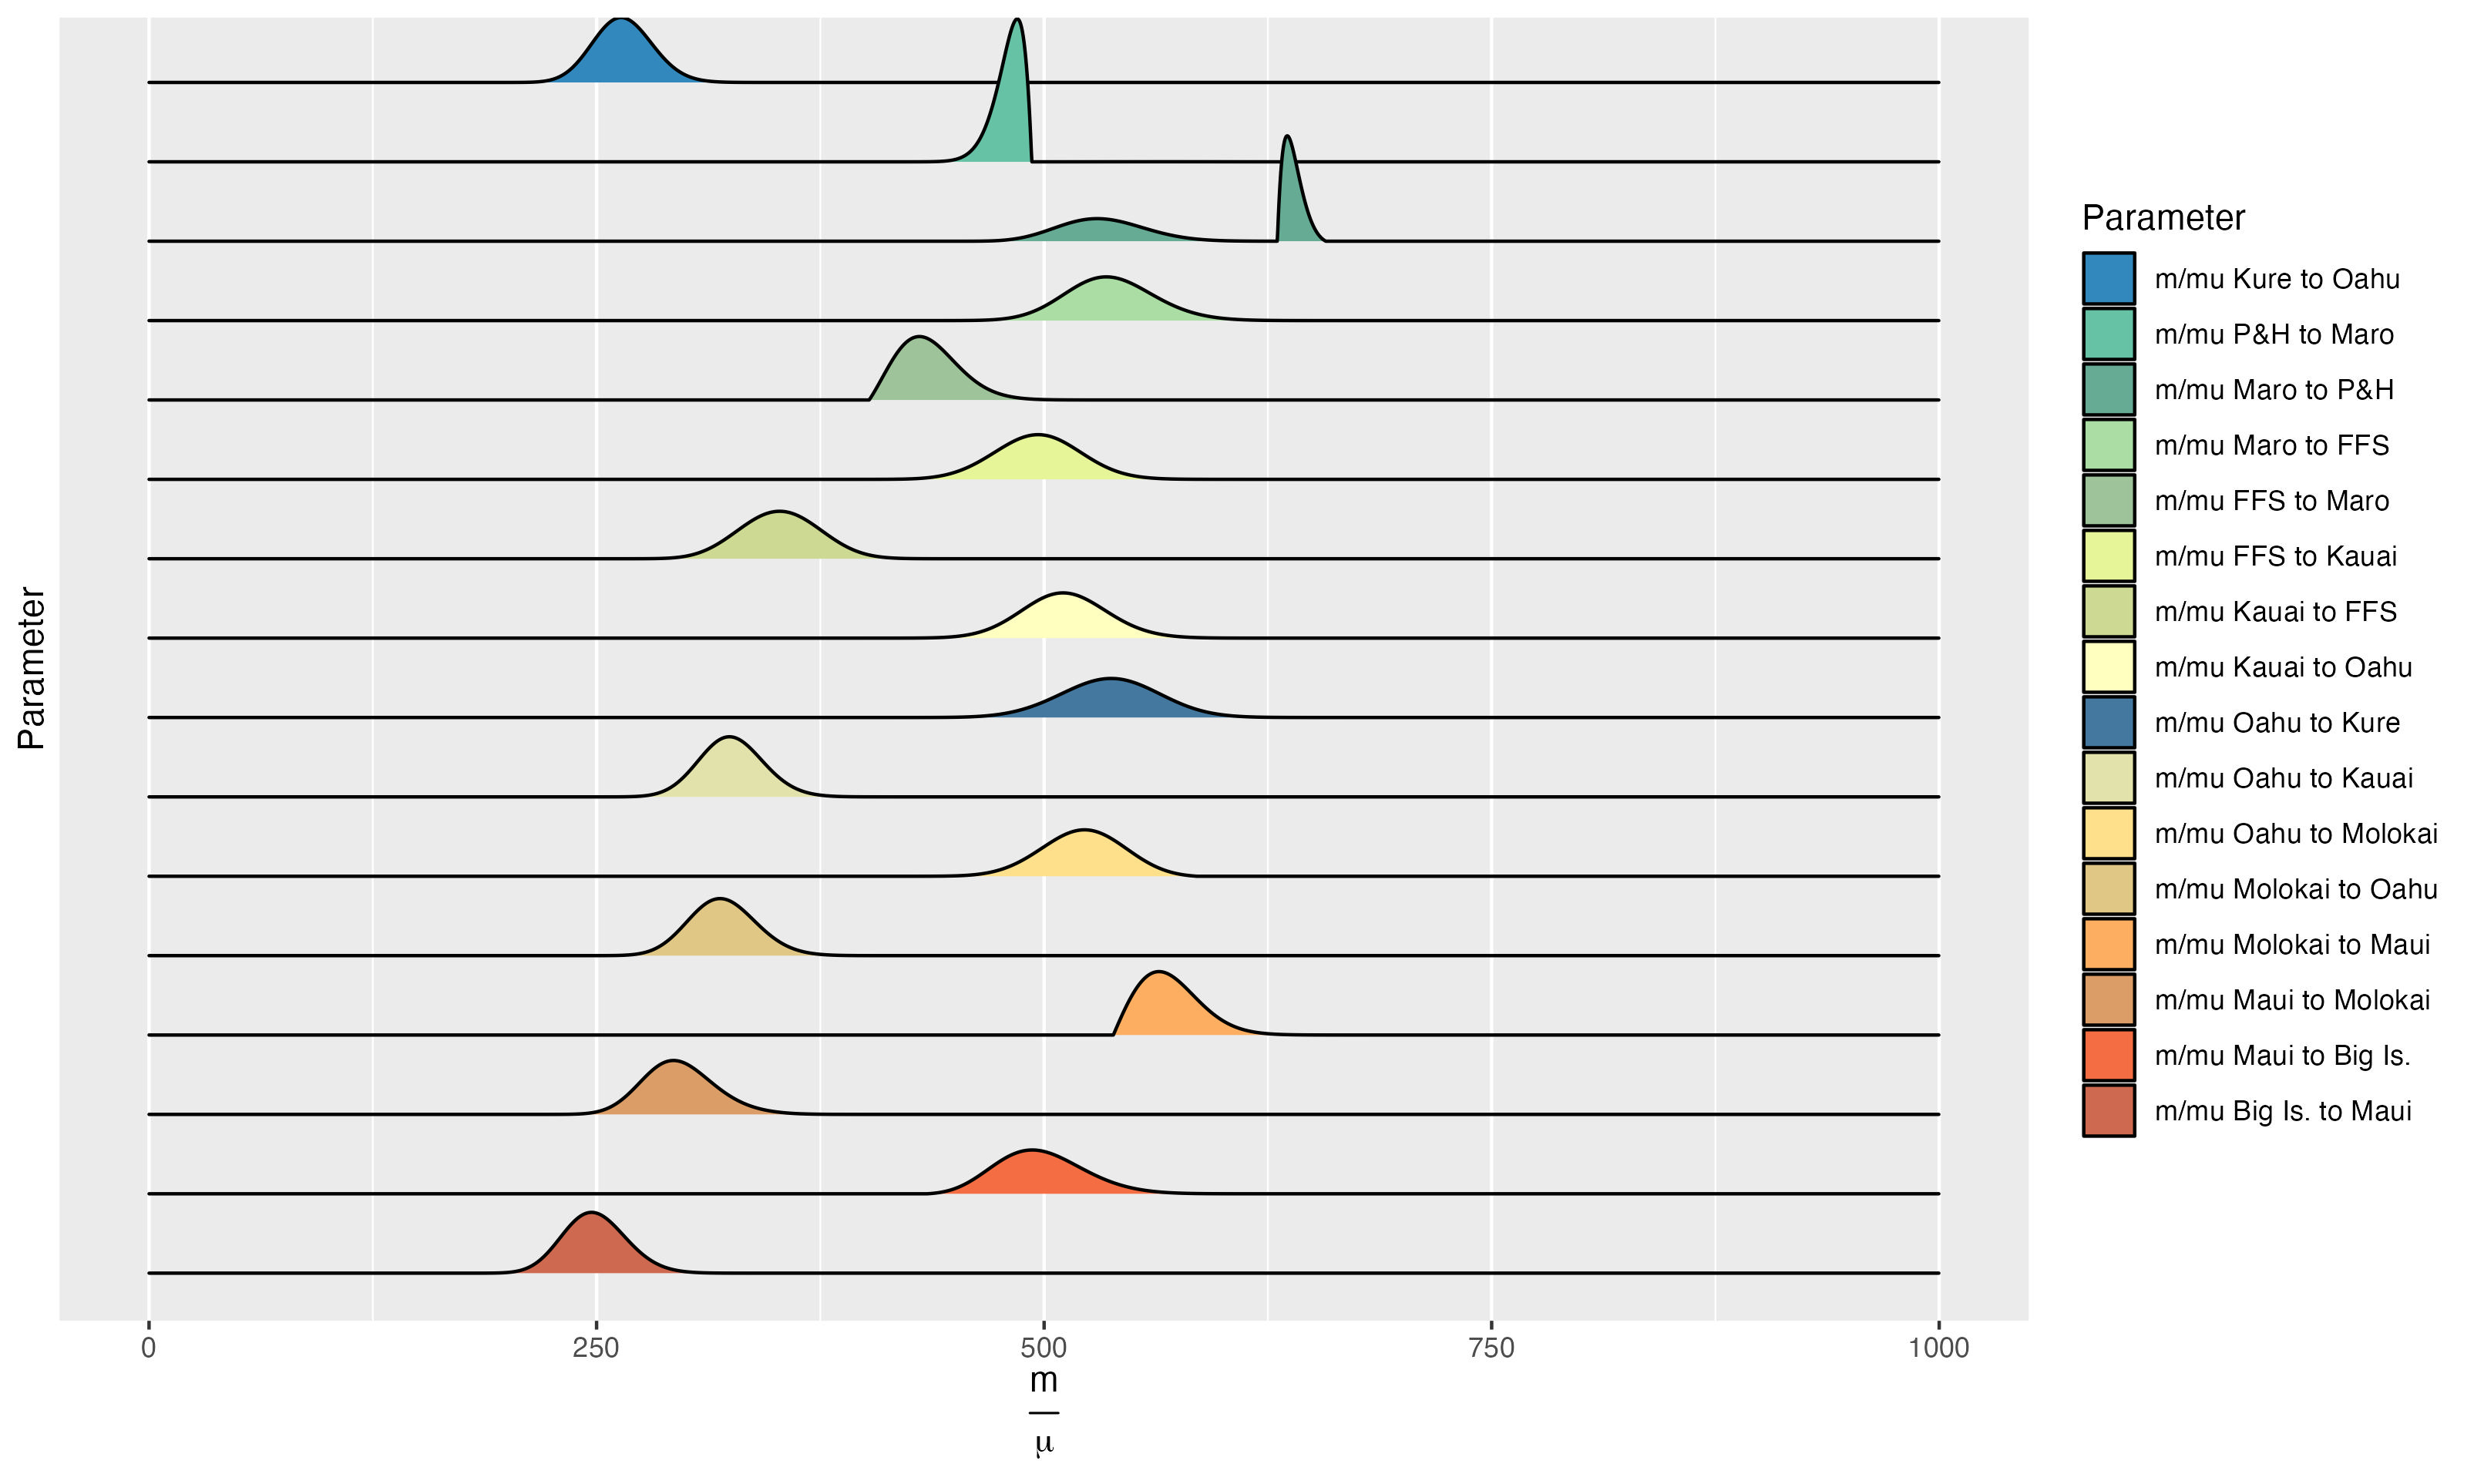 Parameter
0
250
500
750
1000
m
μ
Parameter
m/mu Kure to Oahu
m/mu P&H to Maro
m/mu Maro to P&H
m/mu Maro to FFS
m/mu FFS to Maro
m/mu FFS to Kauai
m/mu Kauai to FFS
m/mu Kauai to Oahu
m/mu Oahu to Kure
m/mu Oahu to Kauai
m/mu Oahu to Molokai
m/mu Molokai to Oahu
m/mu Molokai to Maui
m/mu Maui to Molokai
m/mu Maui to Big Is.
m/mu Big Is. to Maui